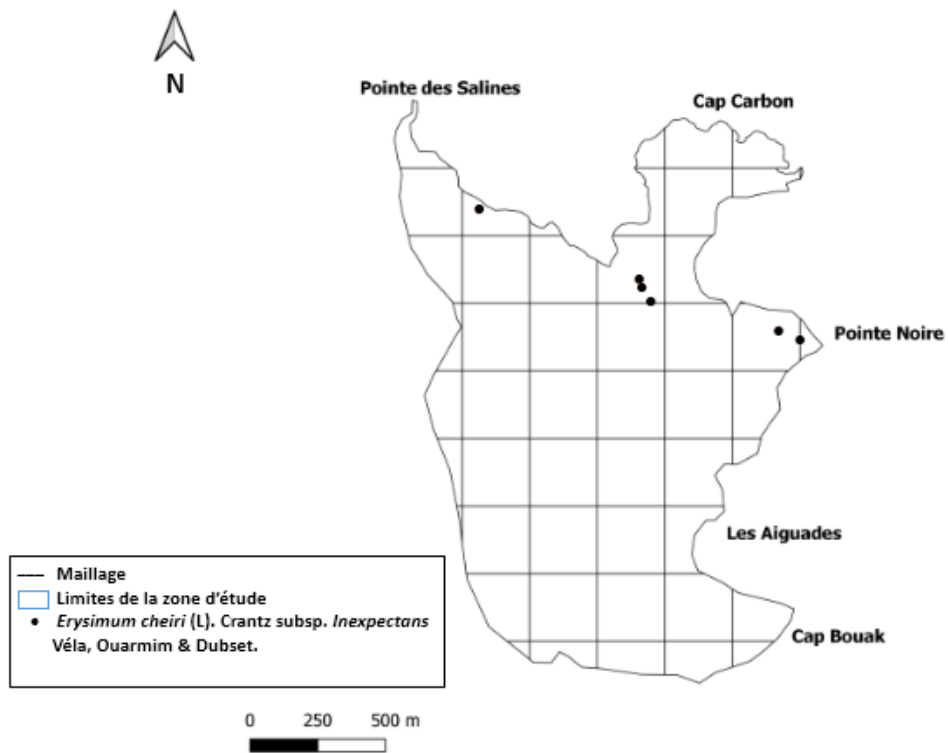 N
Pointe des Salines
Cap Carbon
Pointe Noire
Les Aiguades
Cap Bouak
Maillage
Limites de la zone d'étude
Erysimum cheiri (L). Crantz subsp. Inexpectans
Véla, Ouarmim & Dubset.
0 250 500 m